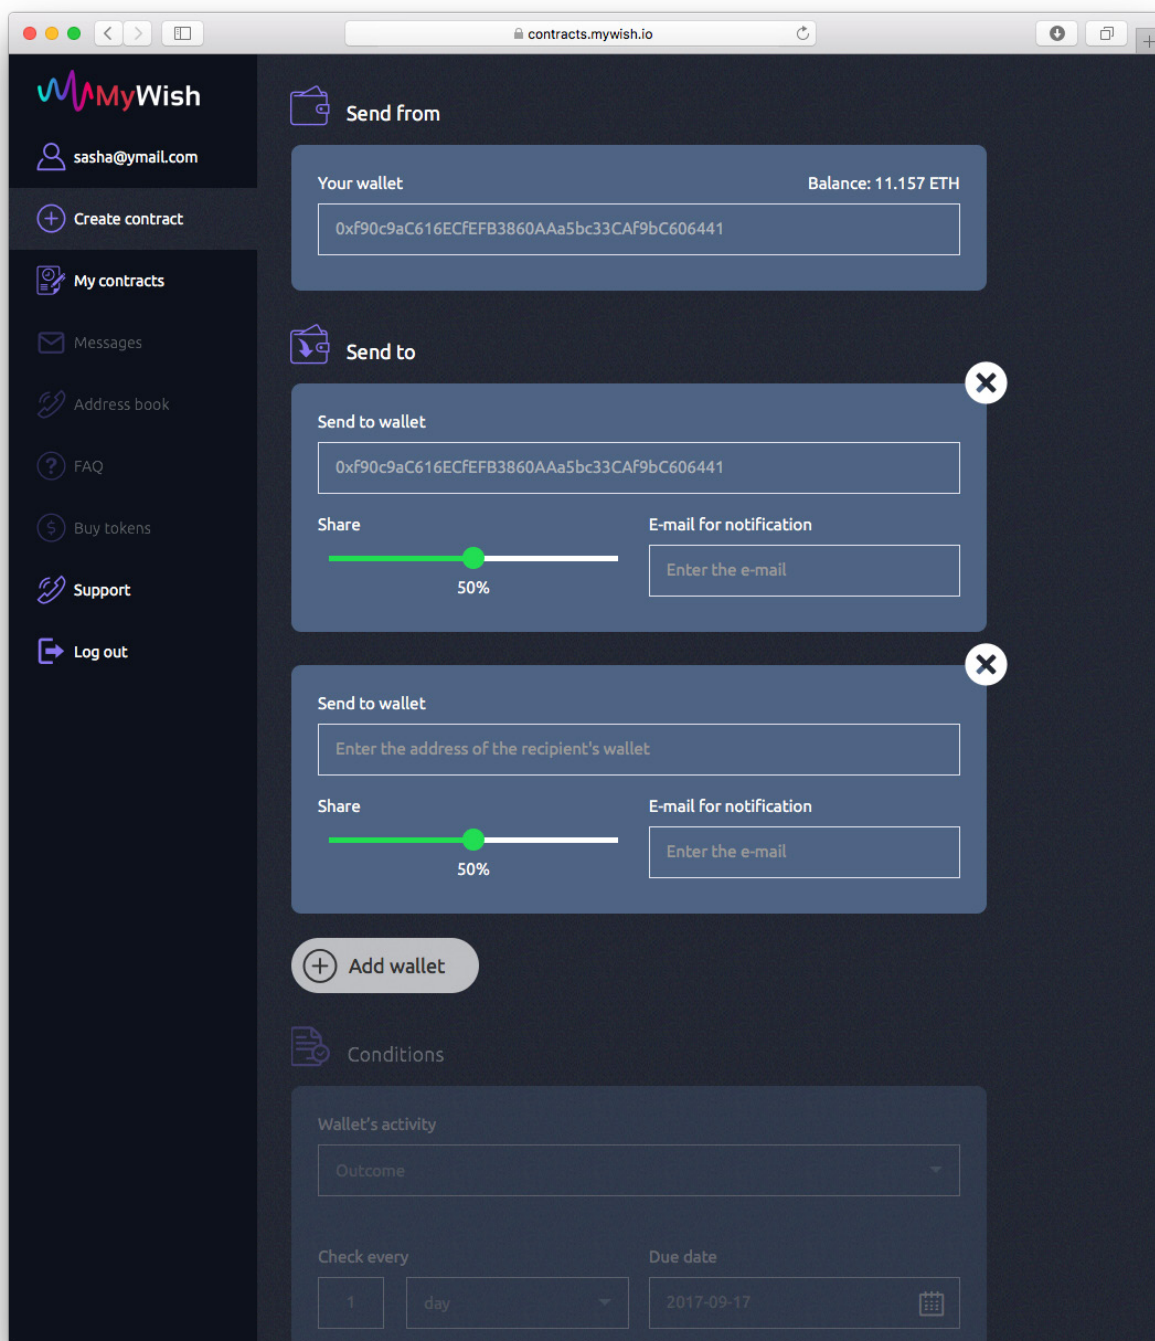 contracts.mywish.io
MyWish
sasha@ymail.com
Create contract
My contracts
Messages
Address book
FAQ
Buy tokens
Support
Log out
Send from
Your wallet
Balance: 11.157 ETH
0xf90c9aC616ECfEFB3860AAa5bc33CAf9bC606441
Send to
Send to wallet
0xf90c9aC616ECfEFB3860AAa5bc33CAf9bC606441
Share
E-mail for notification
Enter the e-mail
50%
Send to wallet
Enter the address of the recipient's wallet
Share
E-mail for notification
Enter the e-mail
50%
Add wallet
Conditions
Wallet's activity
Outcome
Check every
Due date
1
day
2017-09-17